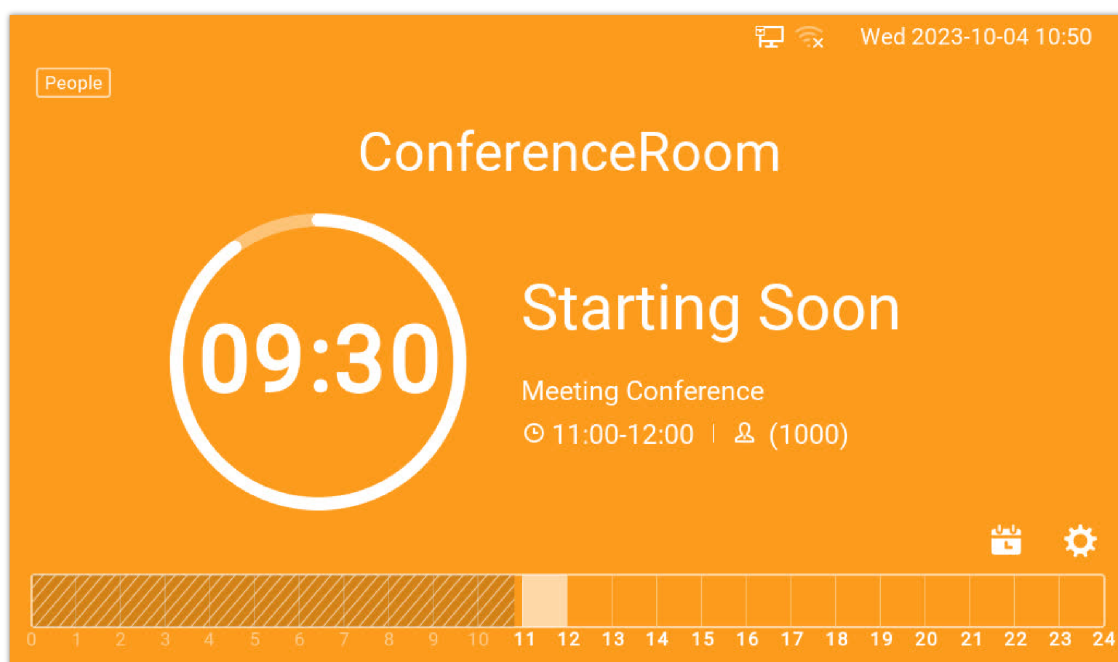 Wed 2023-10-04 10:50
People
ConferenceRoom
09:30
Starting Soon
Meeting Conference
11:00-12:00 | (1000)
0 1 2 3 4 5 6 7 8 9 10 11 12 13 14 15 16 17 18 19 20 21 22 23 24